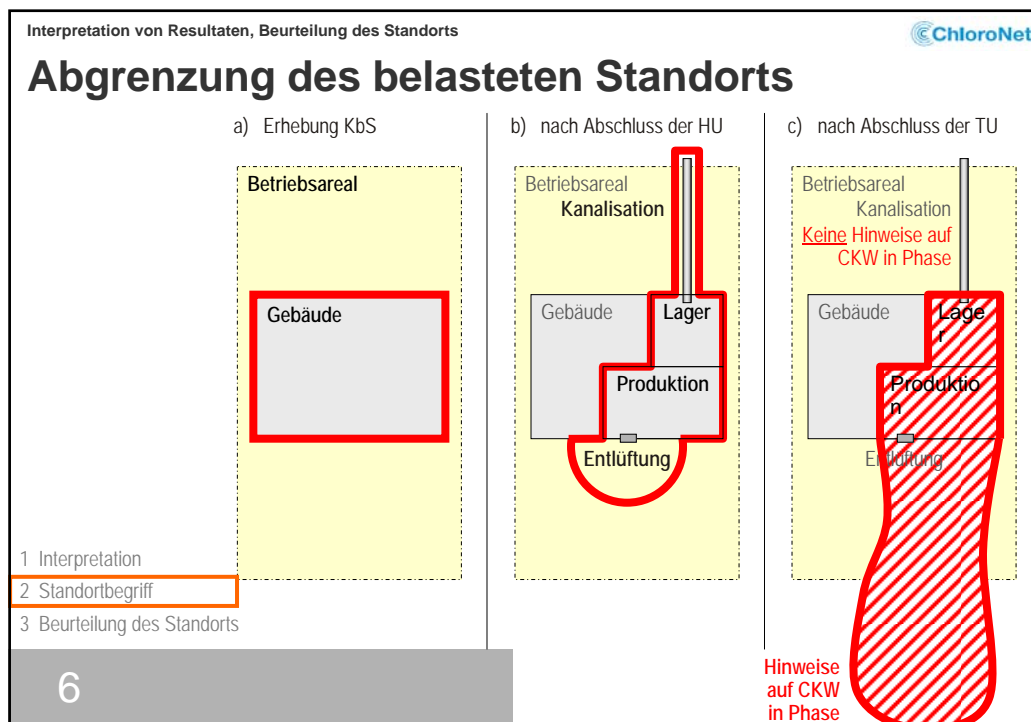 Interpretation von Resultaten, Beurteilung des Standorts
ChloroNet
Abgrenzung des belasteten Standorts
a) Erhebung KbS
Betriebsareal
Gebäude
b) nach Abschluss der HU
Betriebsareal
Kanalisation
Gebäude
Lager
Produktion
Entlüftung
c) nach Abschluss der TU
Betriebsareal
Kanalisation
Keine Hinweise auf
CKW in Phase
Gebäude
Lage
r
Produktio
n
Entlüftung
Hinweise
auf CKW
in Phase
1 Interpretation
2 Standortbegriff
3 Beurteilung des Standorts
6